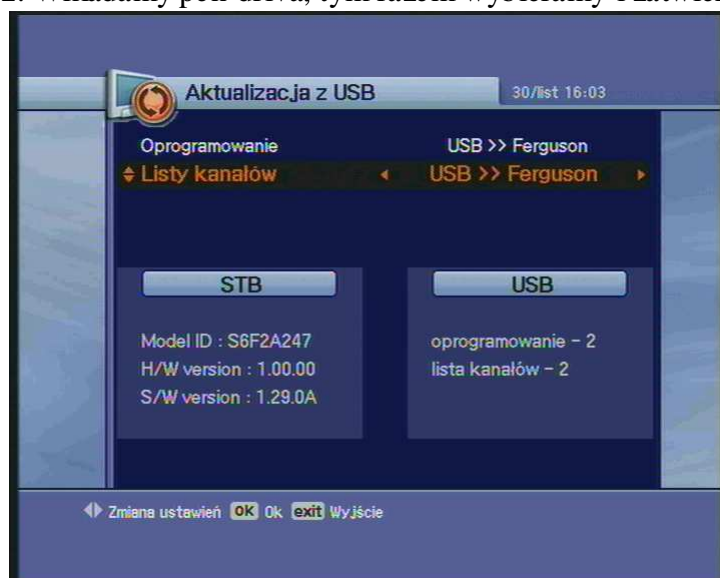 Aktualizacja z USB 30/list 16:03
Oprogramowanie USB >> Ferguson
Listy kanałów USB >> Ferguson
STB USB
Model ID : S6F2A247 oprogramowanie - 2
H/W version : 1.00.00 lista kanałów - 2
S/W version : 1.29.0A
Zmiana ustawień OK Ok exit Wyjście